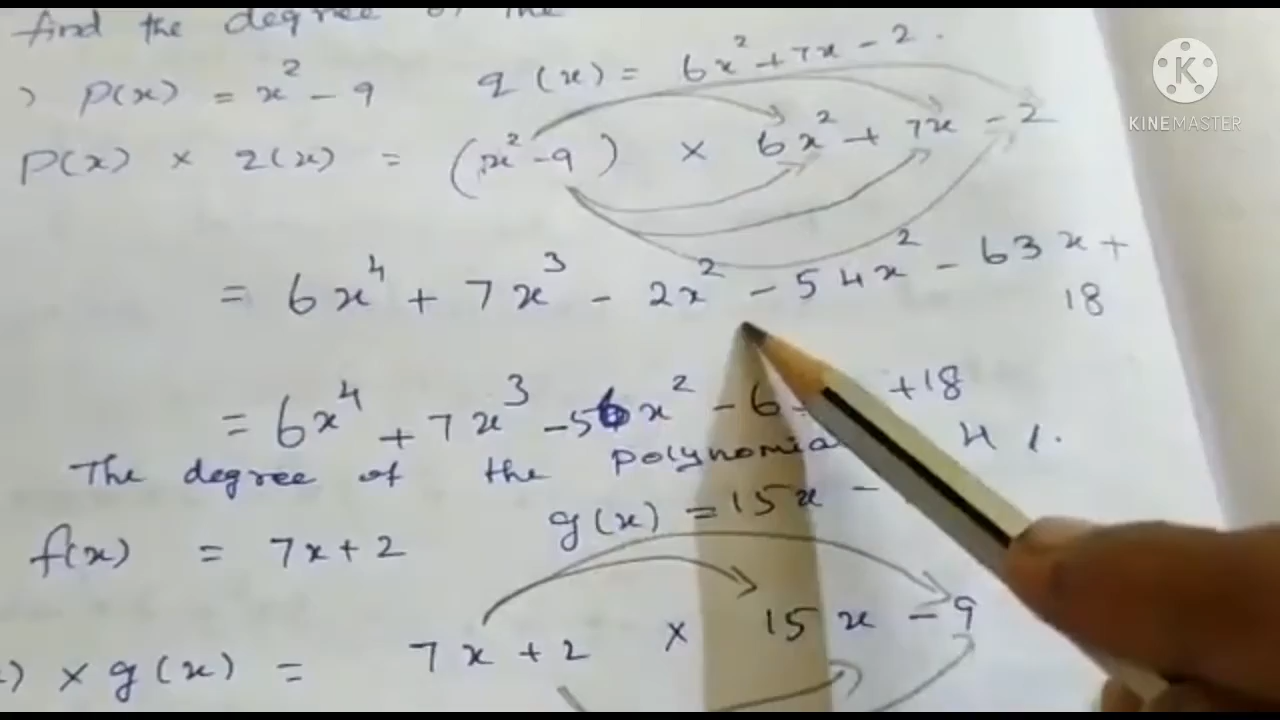 find the degree of the
) p(x) = x² - 9 q(x) = 6x² + 7x - 2.
P(x) × 2(x) = (x² - 9) × 6x² + 7x - 2
= 6x⁴ + 7x³ - 2x² - 54x² - 63x +
18
= 6x⁴ + 7x³ - 56x² - 6 +18
The degree of the polynomia 4
f(x) = 7x + 2 g(x) = 15x -
) × g(x) = 7x + 2 × 15x - 9
K
KINEMASTER